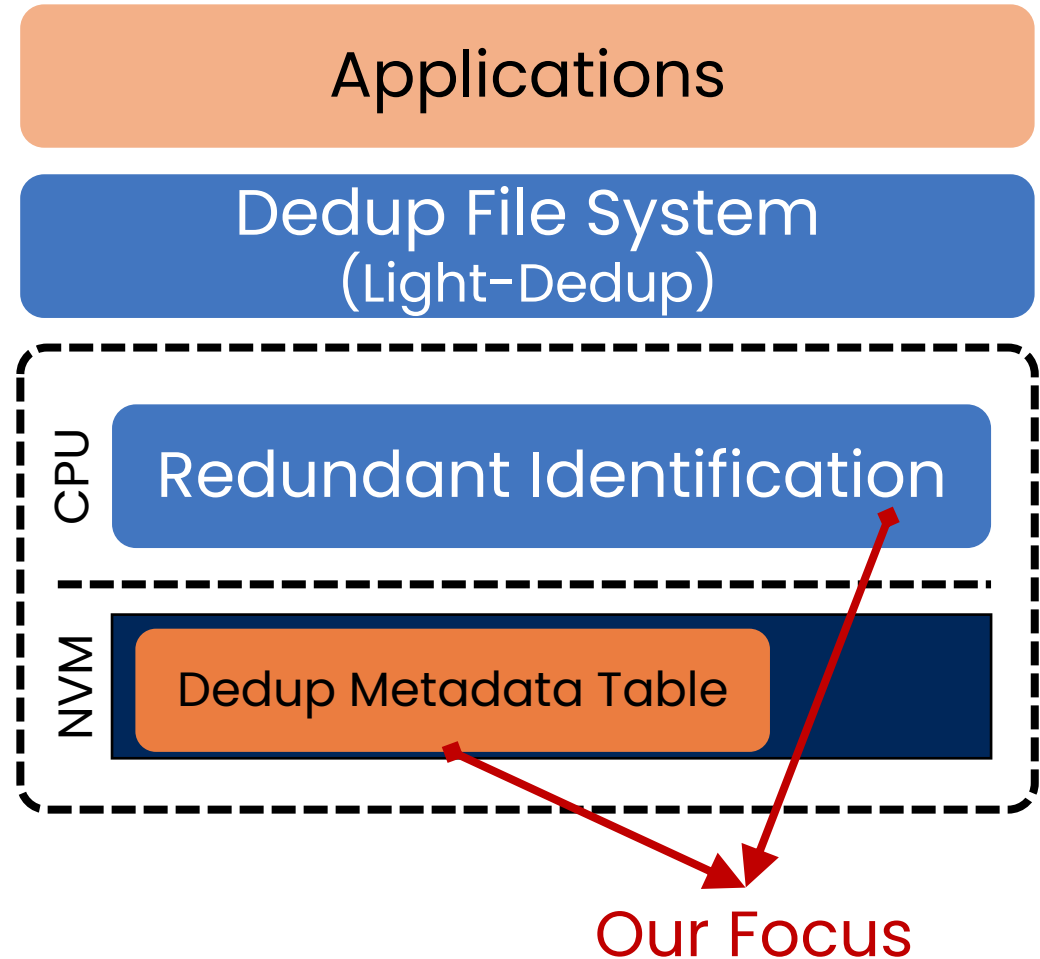 Applications
Dedup File System
(Light-Dedup)
CPU
Redundant Identification
NVM
Dedup Metadata Table
Our Focus